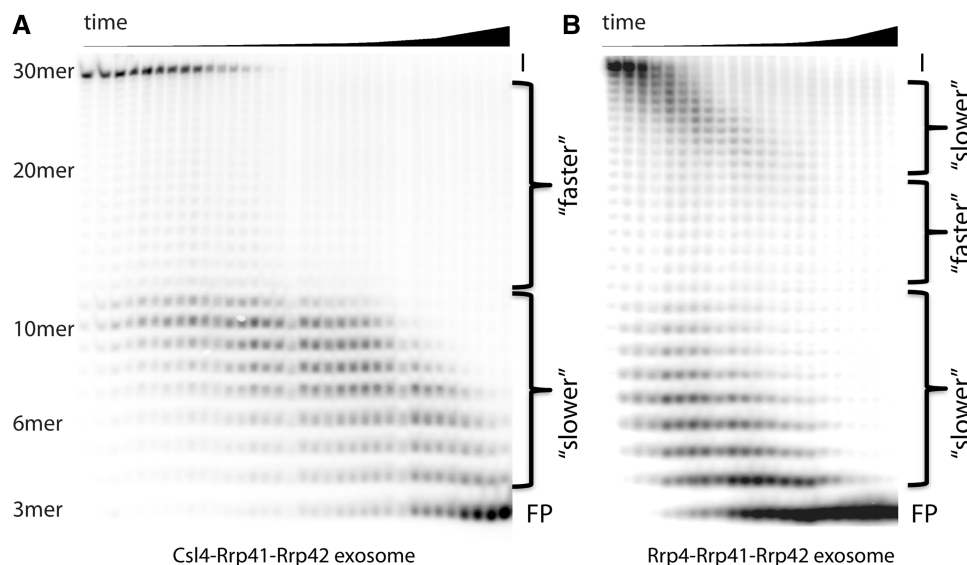 A
time
30mer
20mer
10mer
6mer
3mer
I
“faster”
“slower”
FP
Csl4-Rrp41-Rrp42 exosome
B
time
I
“slower”
“faster”
“slower”
FP
Rrp4-Rrp41-Rrp42 exosome